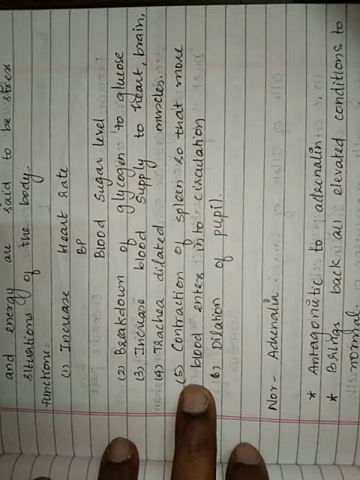 and energy are said to be stress
situations of the body.
functions:
(1) Increase Heart Rate
BP
Blood sugar level
(2) Breakdown of glycogen to glucose
(3) Increase blood supply to heart, brain,
muscles.
(4) Trachea dilated
(5) Contraction of spleen so that more
blood enter into circulation
(6) Dilation of pupil.
Nor- Adrenalin
* Antagonitic to adrenalin
* Brings back all elevated conditions to
normal